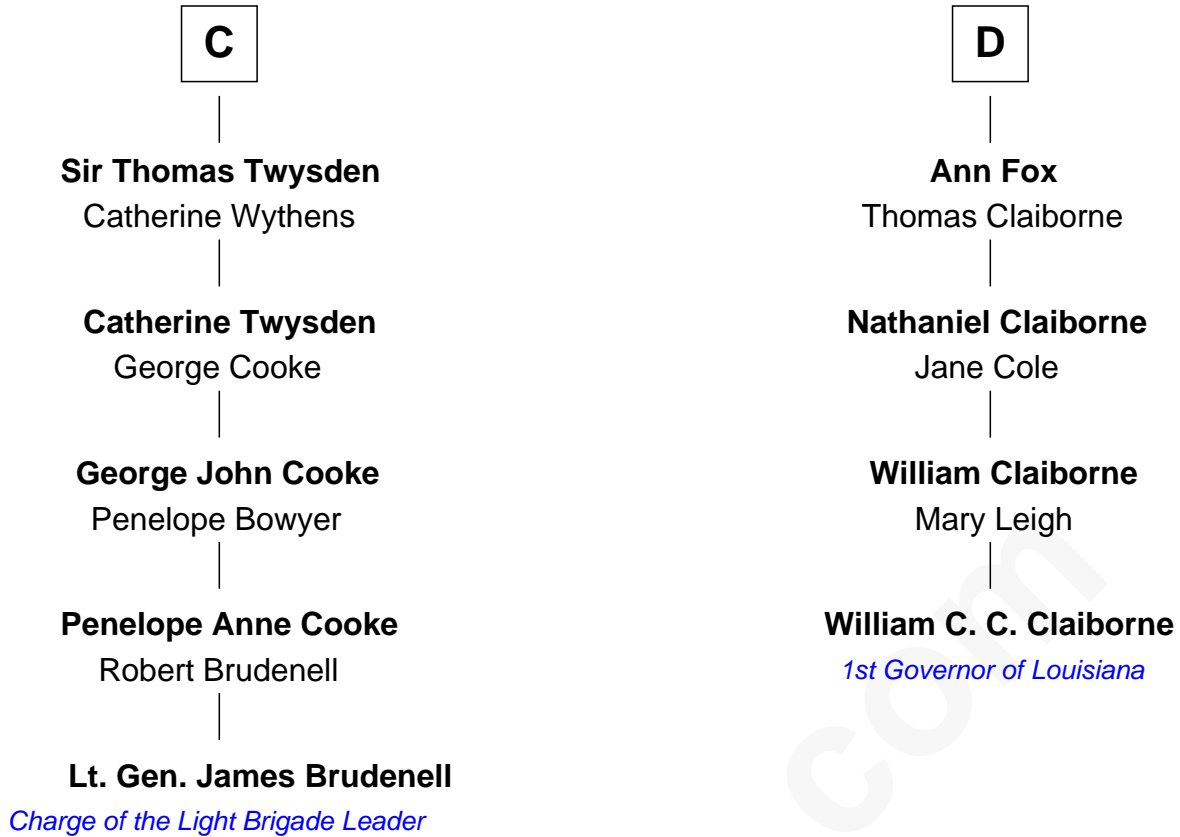 C
Sir Thomas Twysden
Catherine Wythens
Catherine Twysden
George Cooke
George John Cooke
Penelope Bowyer
Penelope Anne Cooke
Robert Brudenell
Lt. Gen. James Brudenell
Charge of the Light Brigade Leader
D
Ann Fox
Thomas Claiborne
Nathaniel Claiborne
Jane Cole
William Claiborne
Mary Leigh
William C. C. Claiborne
1st Governor of Louisiana
com